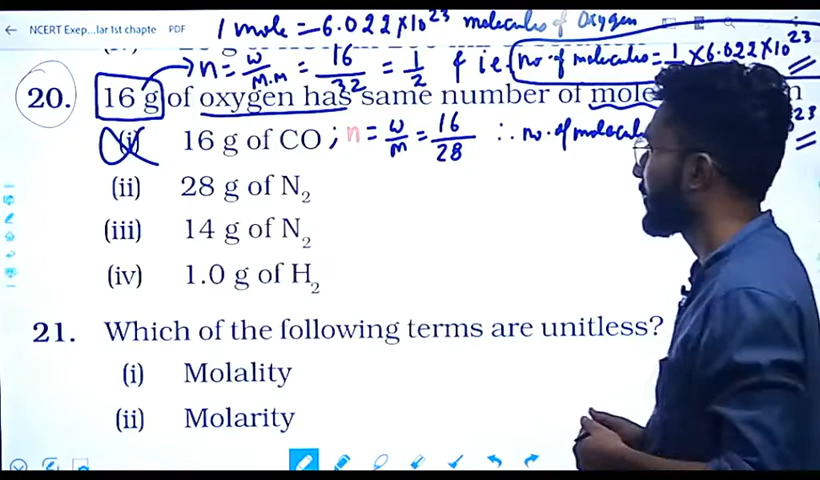 NCERT Exep...lar 1st chapte PDF
1 mole = 6.022 × 10²³ molecules of Oxygen
n = w/M.M = 16/32 = 1/2 f ie (no. of molecules = 1/ × 6.022 × 10²³
20. 16 g of oxygen has same number of mole n
(i) 16 g of CO ; n = w/M = 16/28 ∴ no. of molecul 23
(ii) 28 g of N₂
(iii) 14 g of N₂
(iv) 1.0 g of H₂
21. Which of the following terms are unitless?
(i) Molality
(ii) Molarity